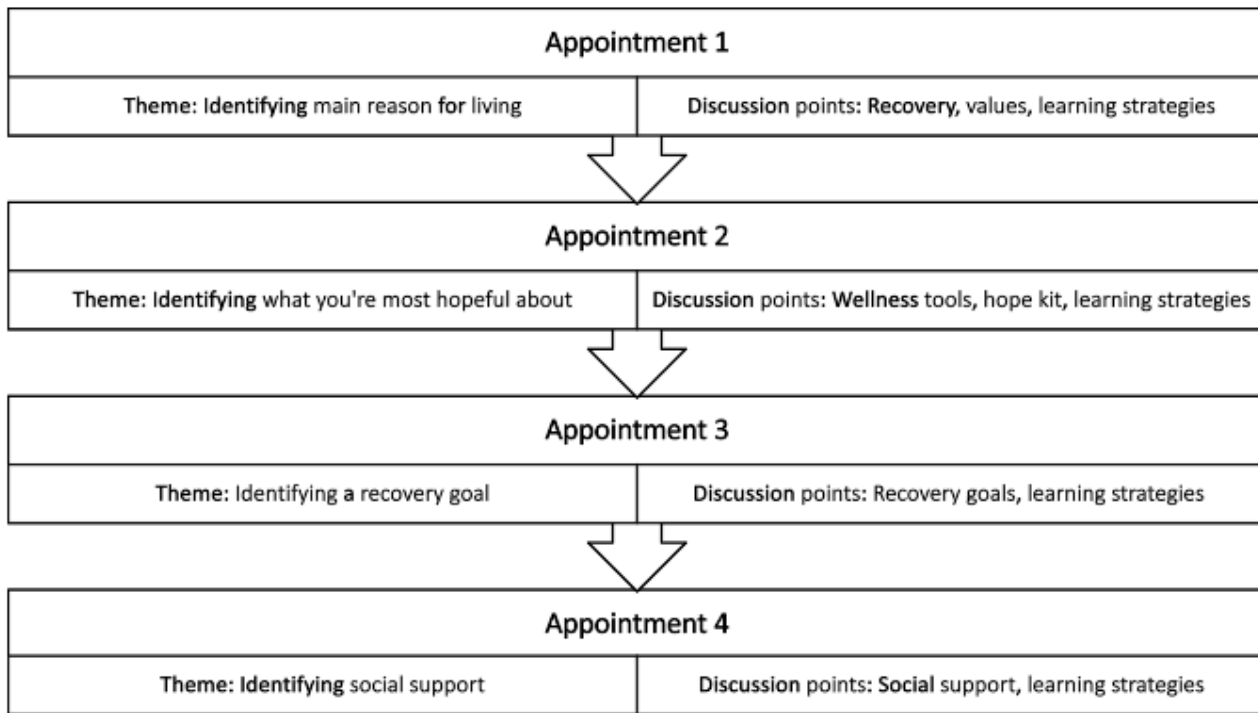 Appointment 1
Theme: Identifying main reason for living
Discussion points: Recovery, values, learning strategies
Appointment 2
Theme: Identifying what you're most hopeful about
Discussion points: Wellness tools, hope kit, learning strategies
Appointment 3
Theme: Identifying a recovery goal
Discussion points: Recovery goals, learning strategies
Appointment 4
Theme: Identifying social support
Discussion points: Social support, learning strategies